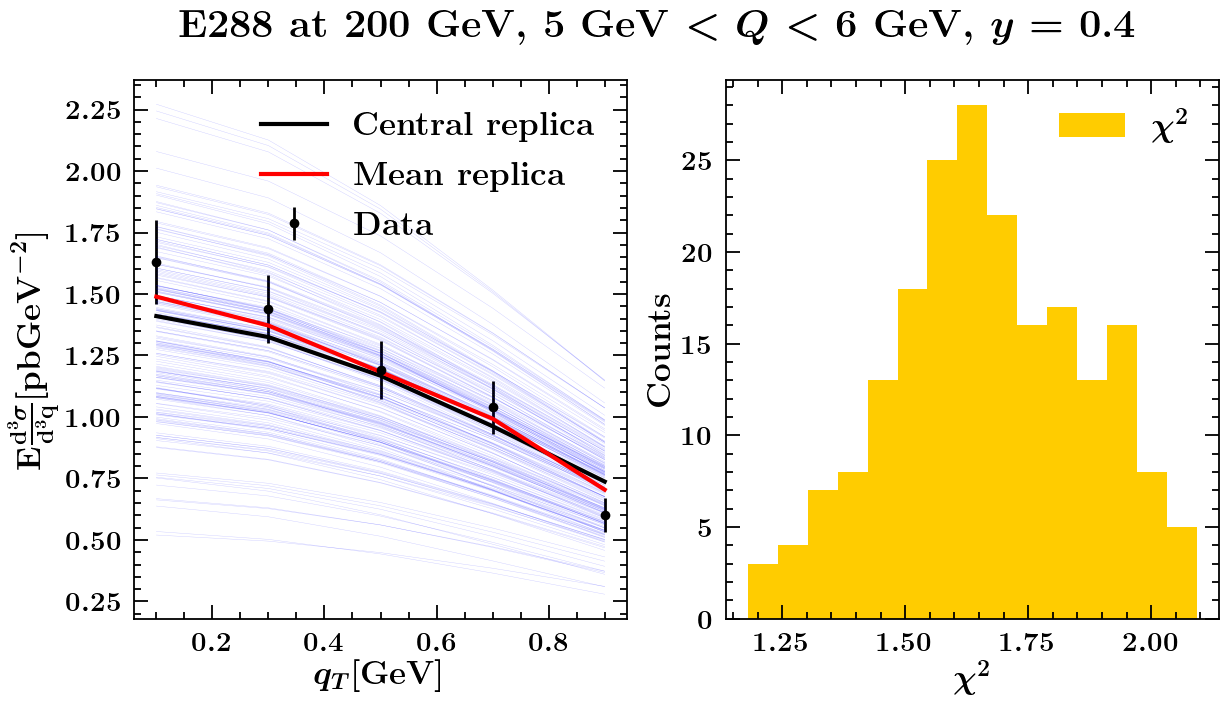 E288 at 200 GeV, 5 GeV < Q < 6 GeV, y = 0.4
E d³σ/d³q [pbGeV⁻²]
2.25
2.00
1.75
1.50
1.25
1.00
0.75
0.50
0.25
Central replica
Mean replica
Data
0.2 0.4 0.6 0.8
q_T[GeV]
Counts
25
20
15
10
5
0
χ²
1.25 1.50 1.75 2.00
χ²